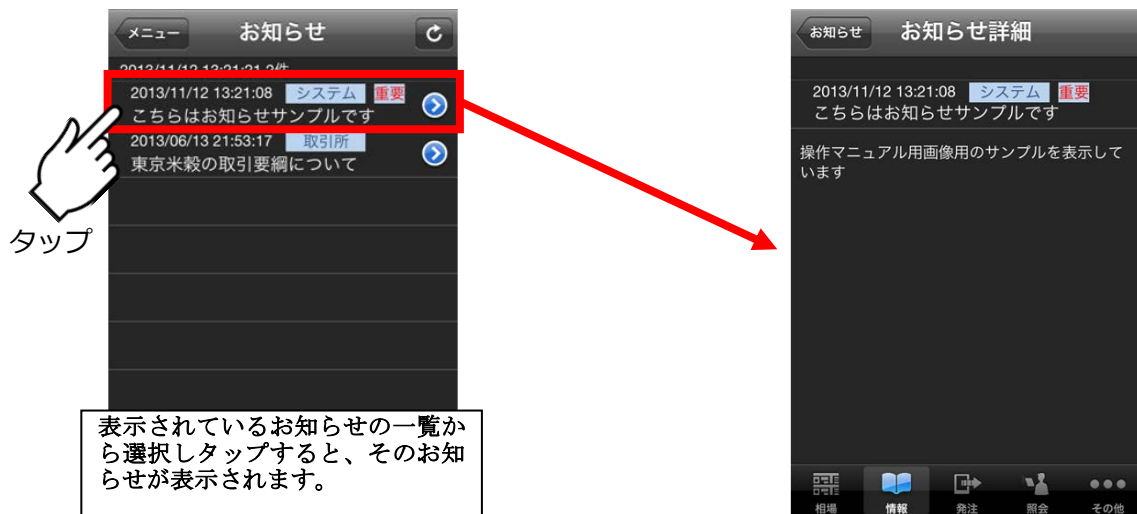 メニュー
お知らせ
2013/11/12 13:21:21 2件
2013/11/12 13:21:08 システム 重要
こちらはお知らせサンプルです
2013/06/13 21:53:17 取引所
東京米穀の取引要綱について
タップ
表示されているお知らせの一覧か
ら選択しタップすると、そのお知
らせが表示されます。
お知らせ
お知らせ詳細
2013/11/12 13:21:08 システム 重要
こちらはお知らせサンプルです
操作マニュアル用画像用のサンプルを表示して
います
相場 情報 発注 照会 その他